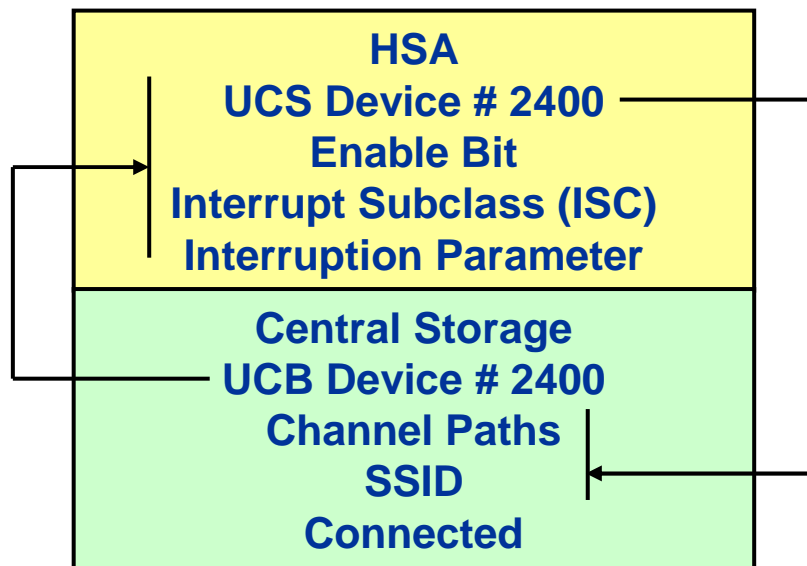 HSA
UCS Device # 2400
Enable Bit
Interrupt Subclass (ISC)
Interruption Parameter
Central Storage
UCB Device # 2400
Channel Paths
SSID
Connected